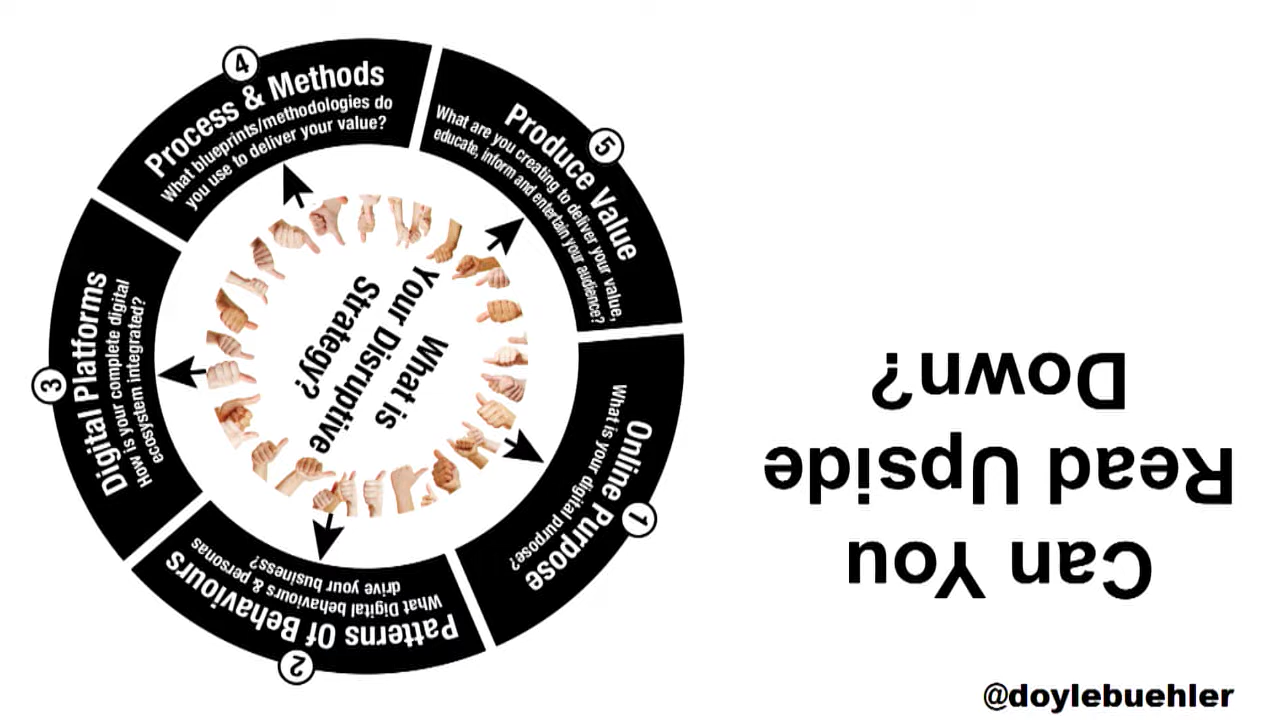 What is
Your Disruptive
Strategy?
1
Online Purpose
What is your digital purpose?
2
Patterns Of Behaviours
What Digital behaviours & personas
drive your business?
3
Digital Platforms
How is your complete digital
ecosystem integrated?
4
Process & Methods
What blueprints/methodologies do
you use to deliver your value?
5
Produce Value
What are you creating to deliver your value,
educate, inform and entertain your audience?
Can You
Read Upside
Down?
@doylebuehler